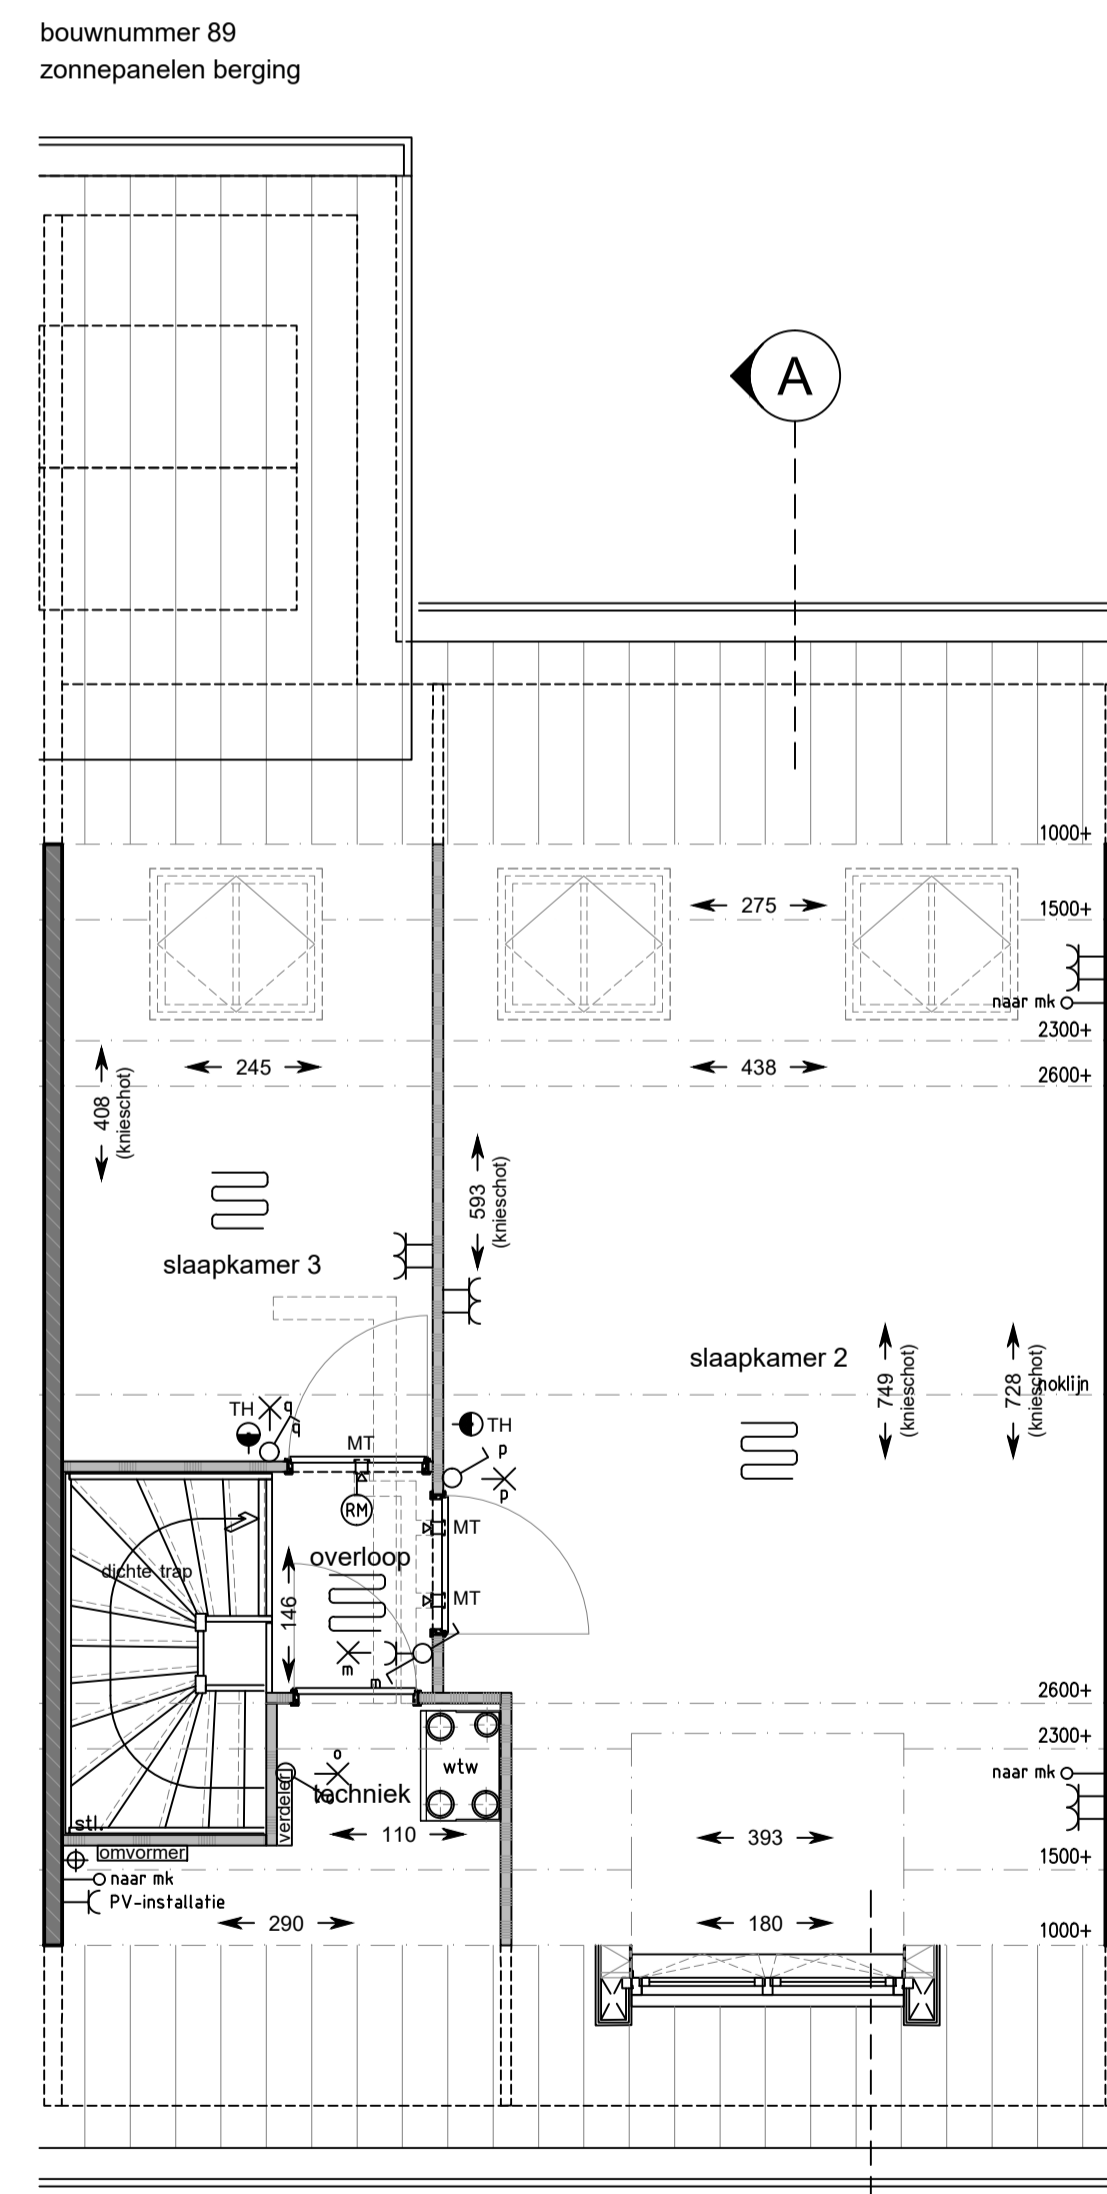 bouwnummer 89
zonnepanelen berging
A
1000+
275
1500+
naar mk
2300+
245
438
2600+
408
(knieschot)
593
(knieschot)
slaapkamer 3
slaapkamer 2
749
(knieschot)
728
(knieschot)
noklijn
TH
q
q
TH
MT
p
p
RM
MT
overloop
dichte trap
146
MT
m
m
2600+
2300+
o
wtw
naar mk
techniek
verdeler
stl.
110
393
omvormer
1500+
naar mk
PV-installatie
290
180
1000+